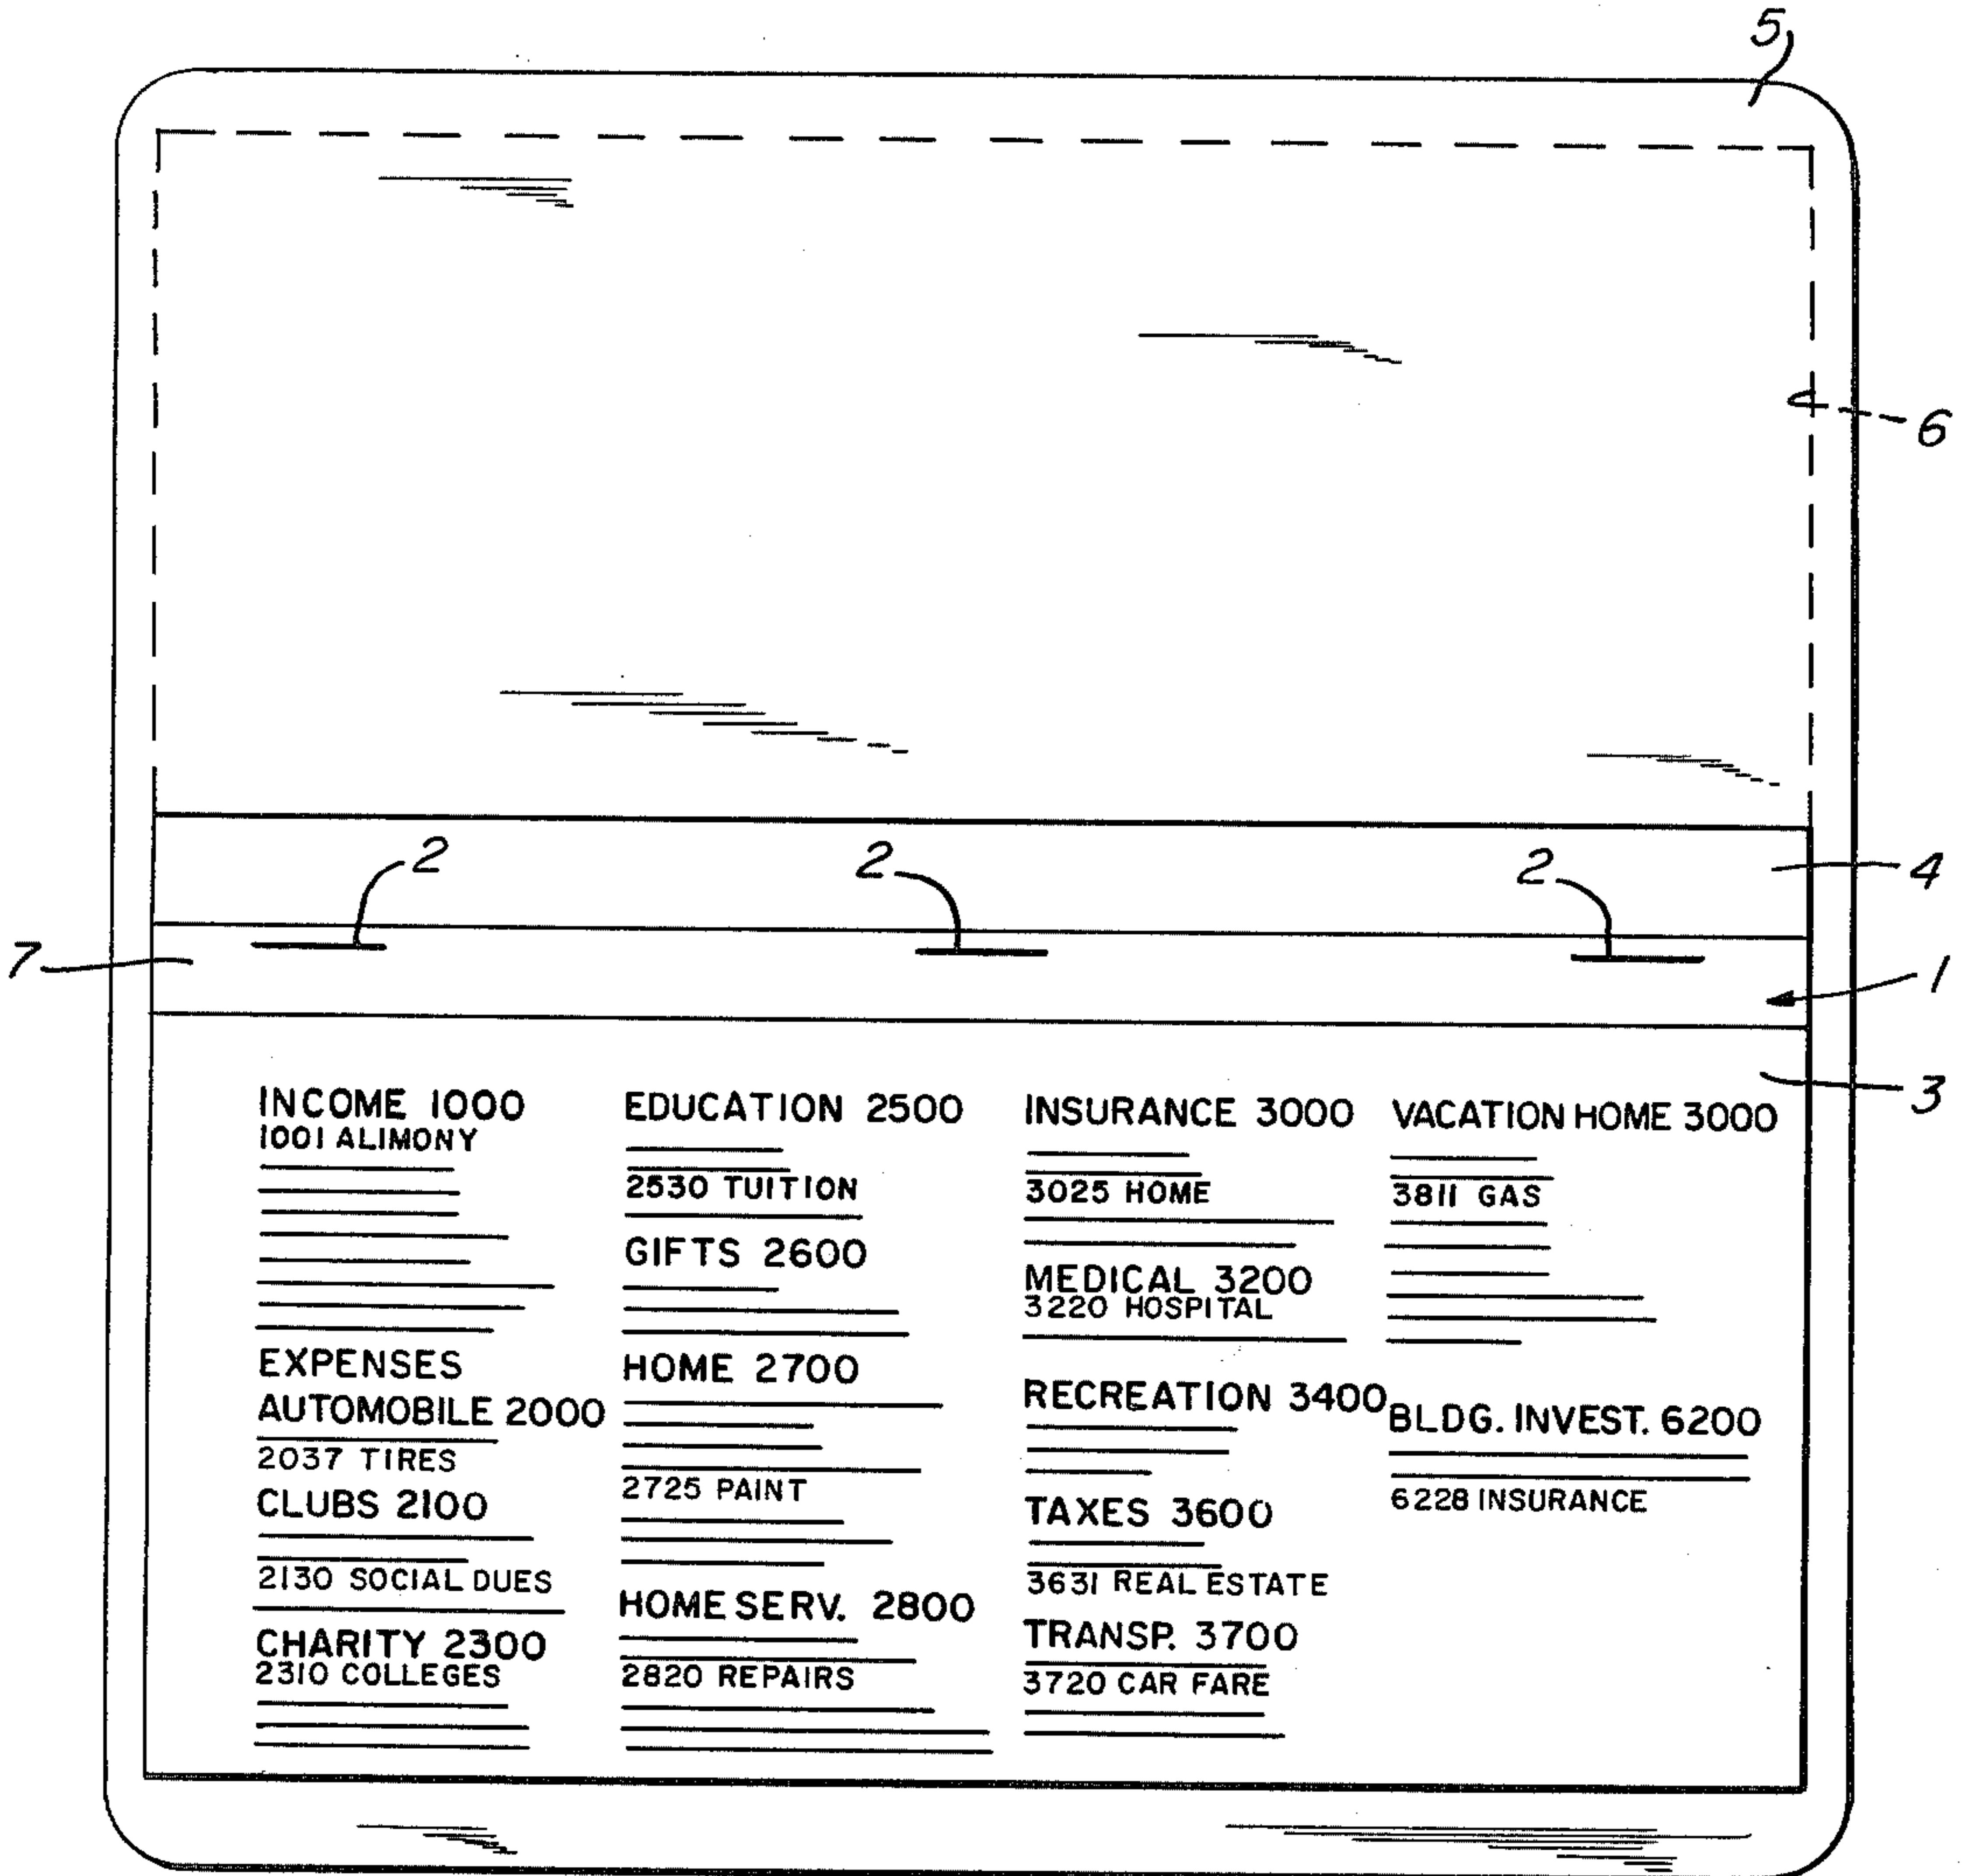 5
6
2 2 2
4
7
1
3
INCOME 1000
1001 ALIMONY
EXPENSES
AUTOMOBILE 2000
2037 TIRES
CLUBS 2100
2130 SOCIAL DUES
CHARITY 2300
2310 COLLEGES
EDUCATION 2500
2530 TUITION
GIFTS 2600
HOME 2700
2725 PAINT
HOME SERV. 2800
2820 REPAIRS
INSURANCE 3000
3025 HOME
MEDICAL 3200
3220 HOSPITAL
RECREATION 3400
TAXES 3600
3631 REAL ESTATE
TRANSP. 3700
3720 CAR FARE
VACATION HOME 3000
3811 GAS
BLDG. INVEST. 6200
6228 INSURANCE